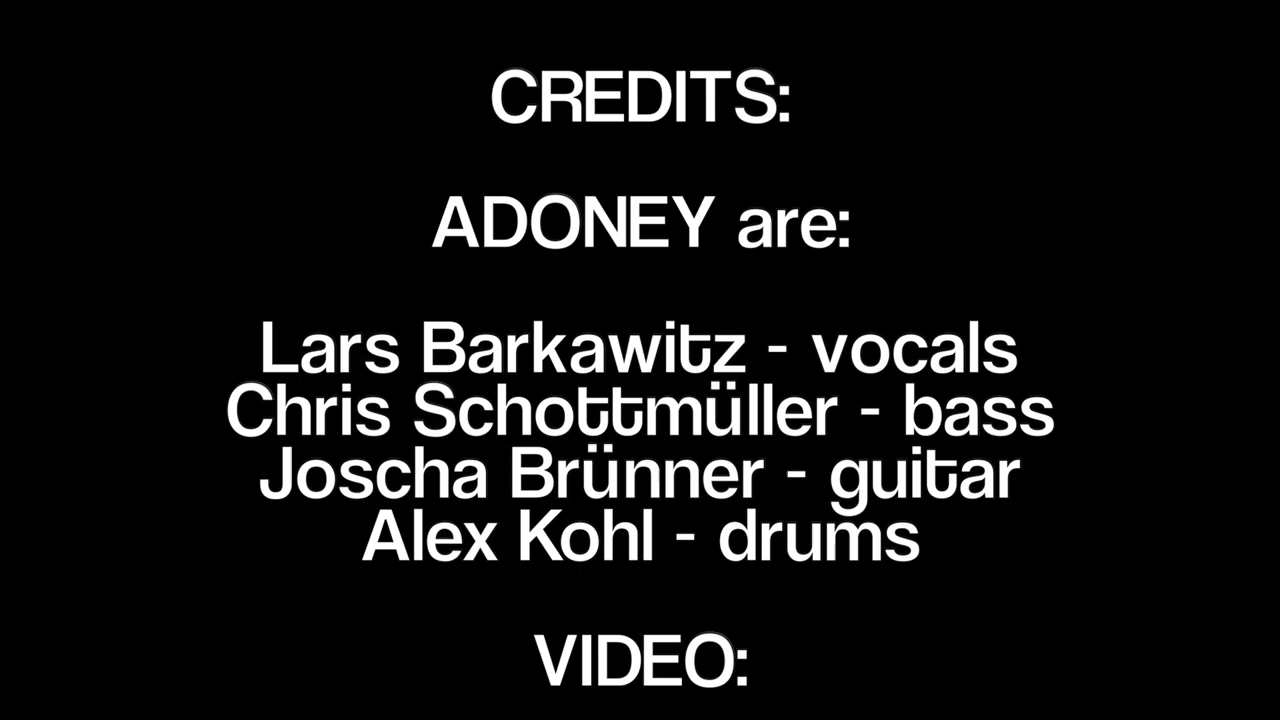 CREDITS:
ADONEY are:
Lars Barkawitz - vocals
Chris Schottmüller - bass
Joscha Brünner - guitar
Alex Kohl - drums
VIDEO: